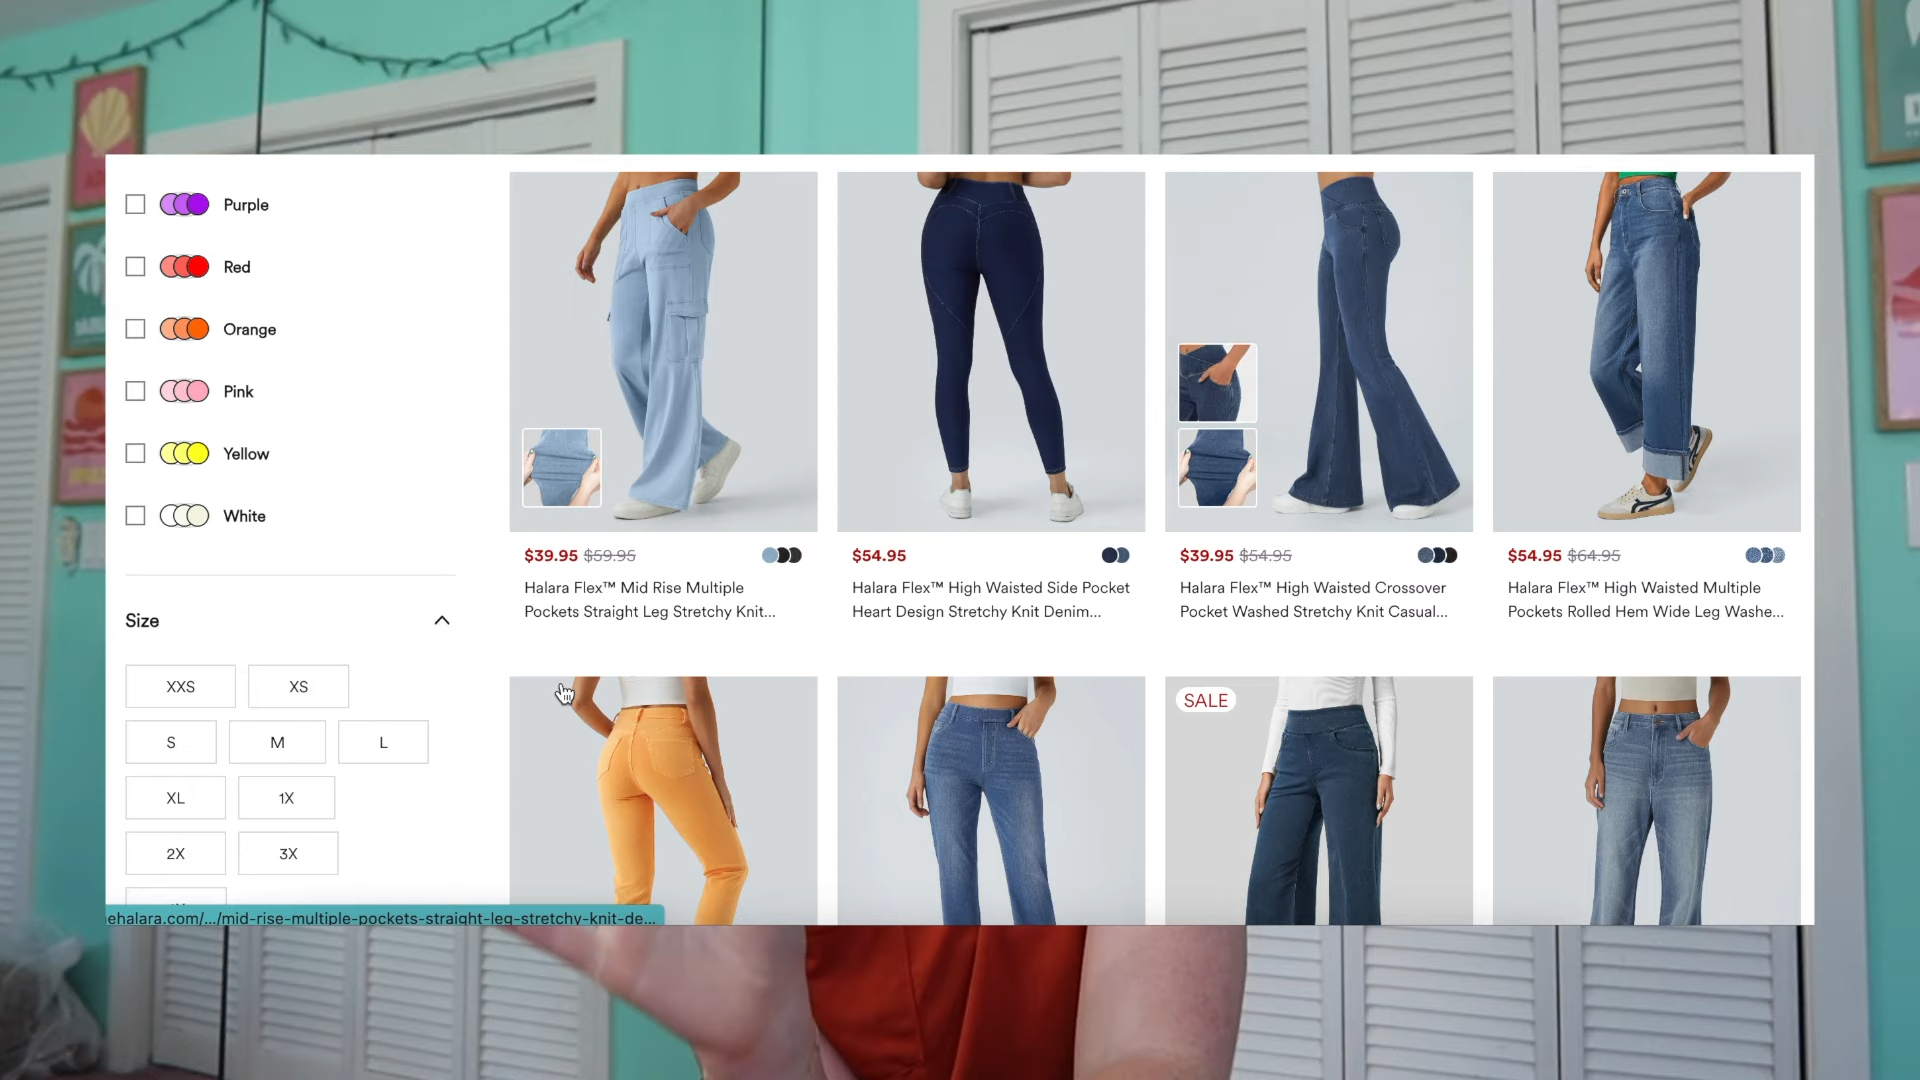 Purple
Red
Orange
Pink
Yellow
White
Size
XXS XS
S M L
XL 1X
2X 3X
ehalara.com/.../mid-rise-multiple-pockets-straight-leg-stretchy-knit-de...
$39.95 $59.95
Halara Flex™ Mid Rise Multiple
Pockets Straight Leg Stretchy Knit...
$54.95
Halara Flex™ High Waisted Side Pocket
Heart Design Stretchy Knit Denim...
$39.95 $54.95
Halara Flex™ High Waisted Crossover
Pocket Washed Stretchy Knit Casual...
$54.95 $64.95
Halara Flex™ High Waisted Multiple
Pockets Rolled Hem Wide Leg Washe...
SALE